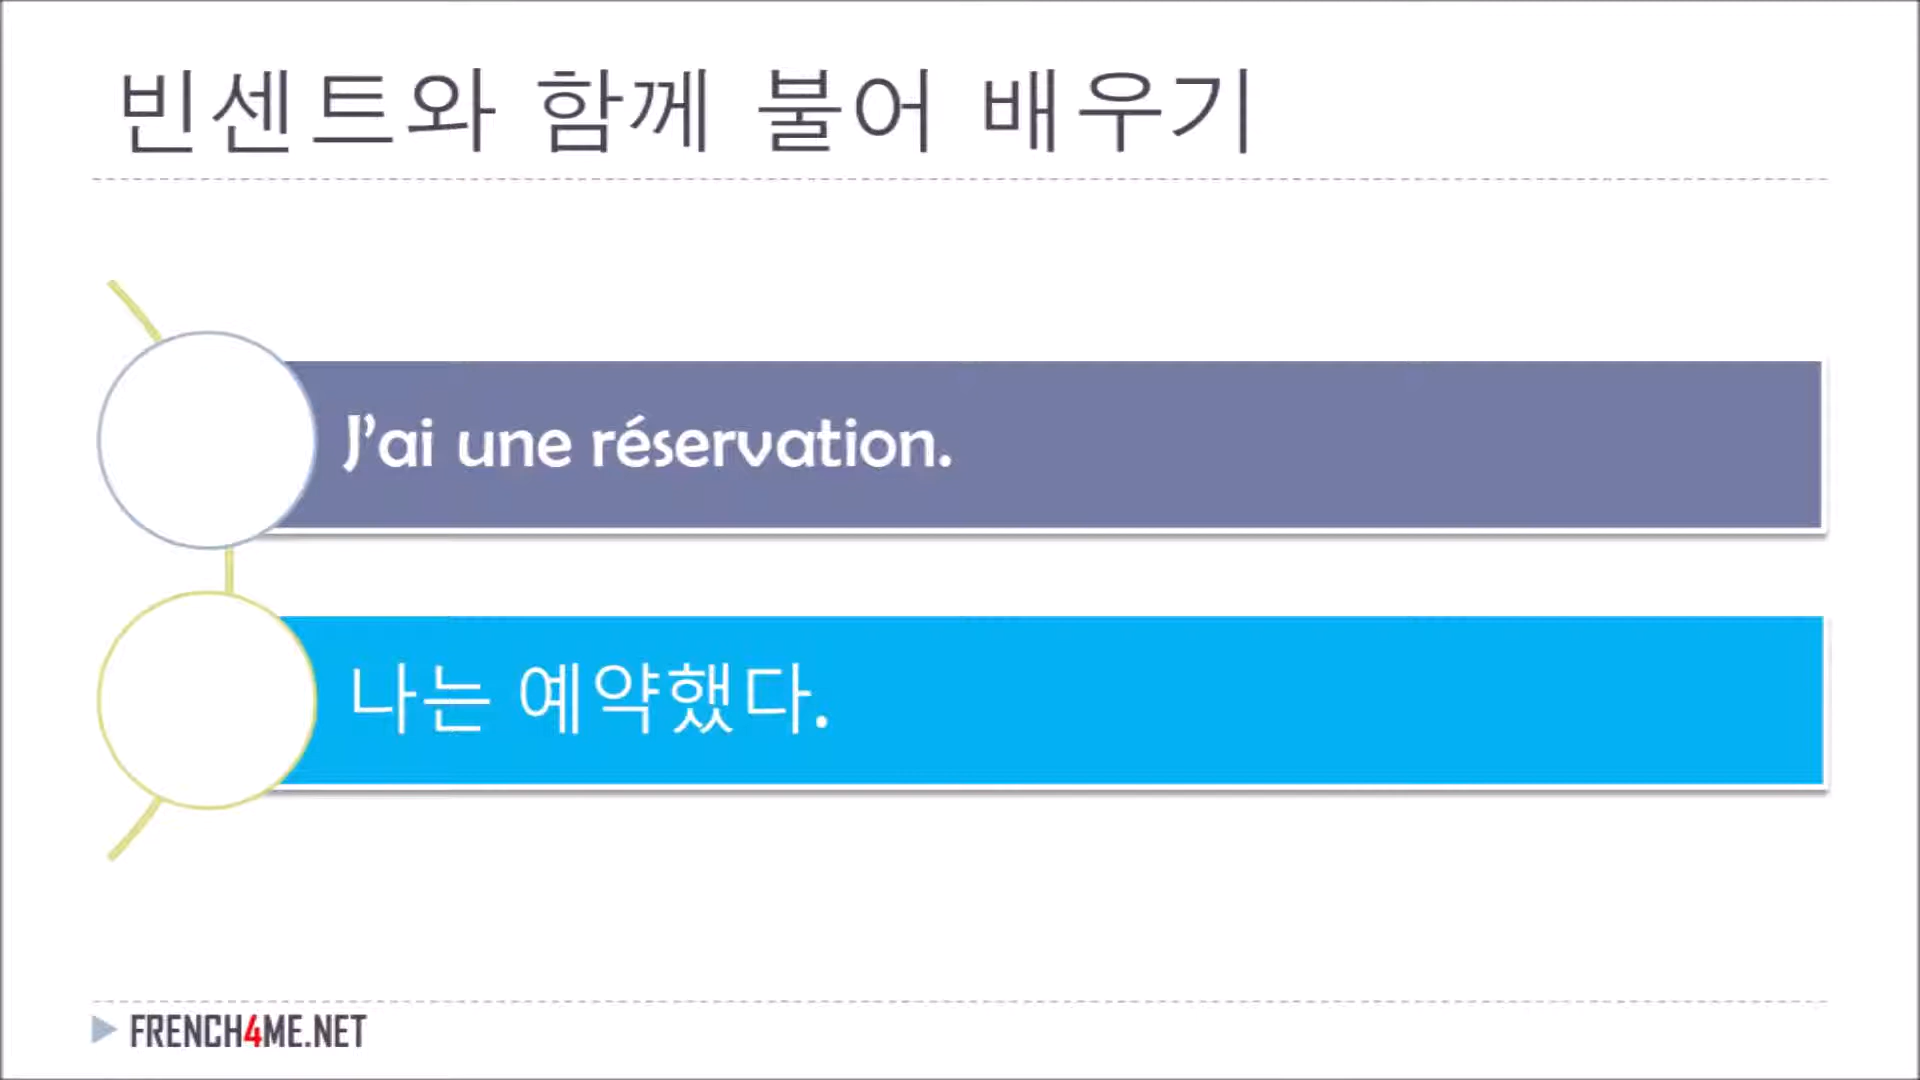 빈센트와 함께 불어 배우기
J’ai une réservation.
나는 예약했다.
FRENCH4ME.NET